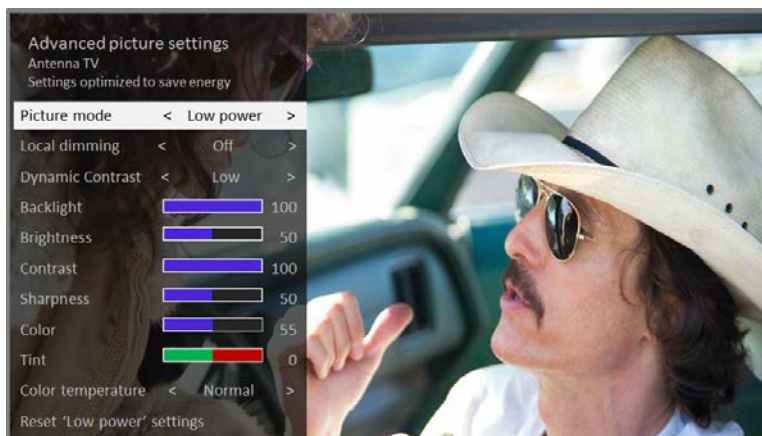 Advanced picture settings
Antenna TV
Settings optimized to save energy
Picture mode < Low power >
Local dimming < Off >
Dynamic Contrast < Low >
Backlight 100
Brightness 50
Contrast 100
Sharpness 50
Color 55
Tint 0
Color temperature < Normal >
Reset 'Low power' settings